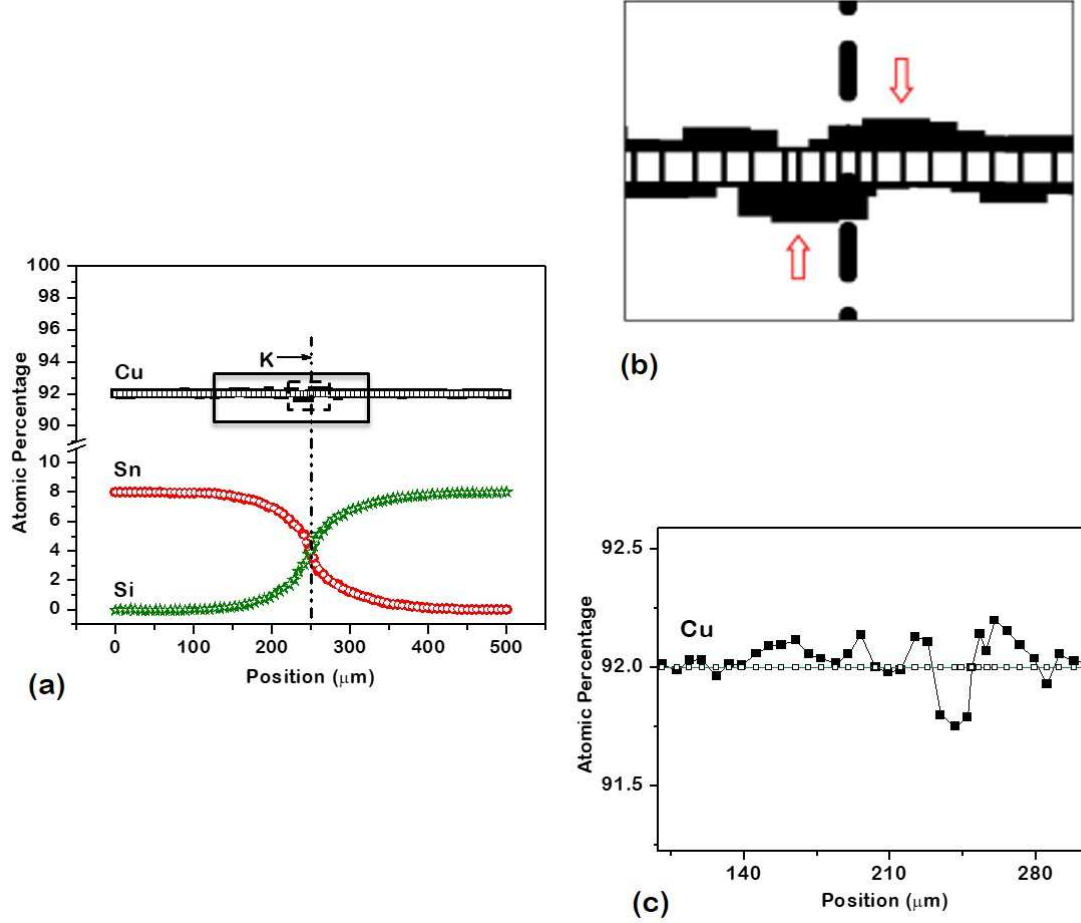 100
98
96
94
92
90
8
6
4
2
0
Atomic Percentage
Cu
K
Sn
Si
0 100 200 300 400 500
Position (μm)
(a)
(b)
92.5
92.0
91.5
Atomic Percentage
Cu
140 210 280
Position (μm)
(c)